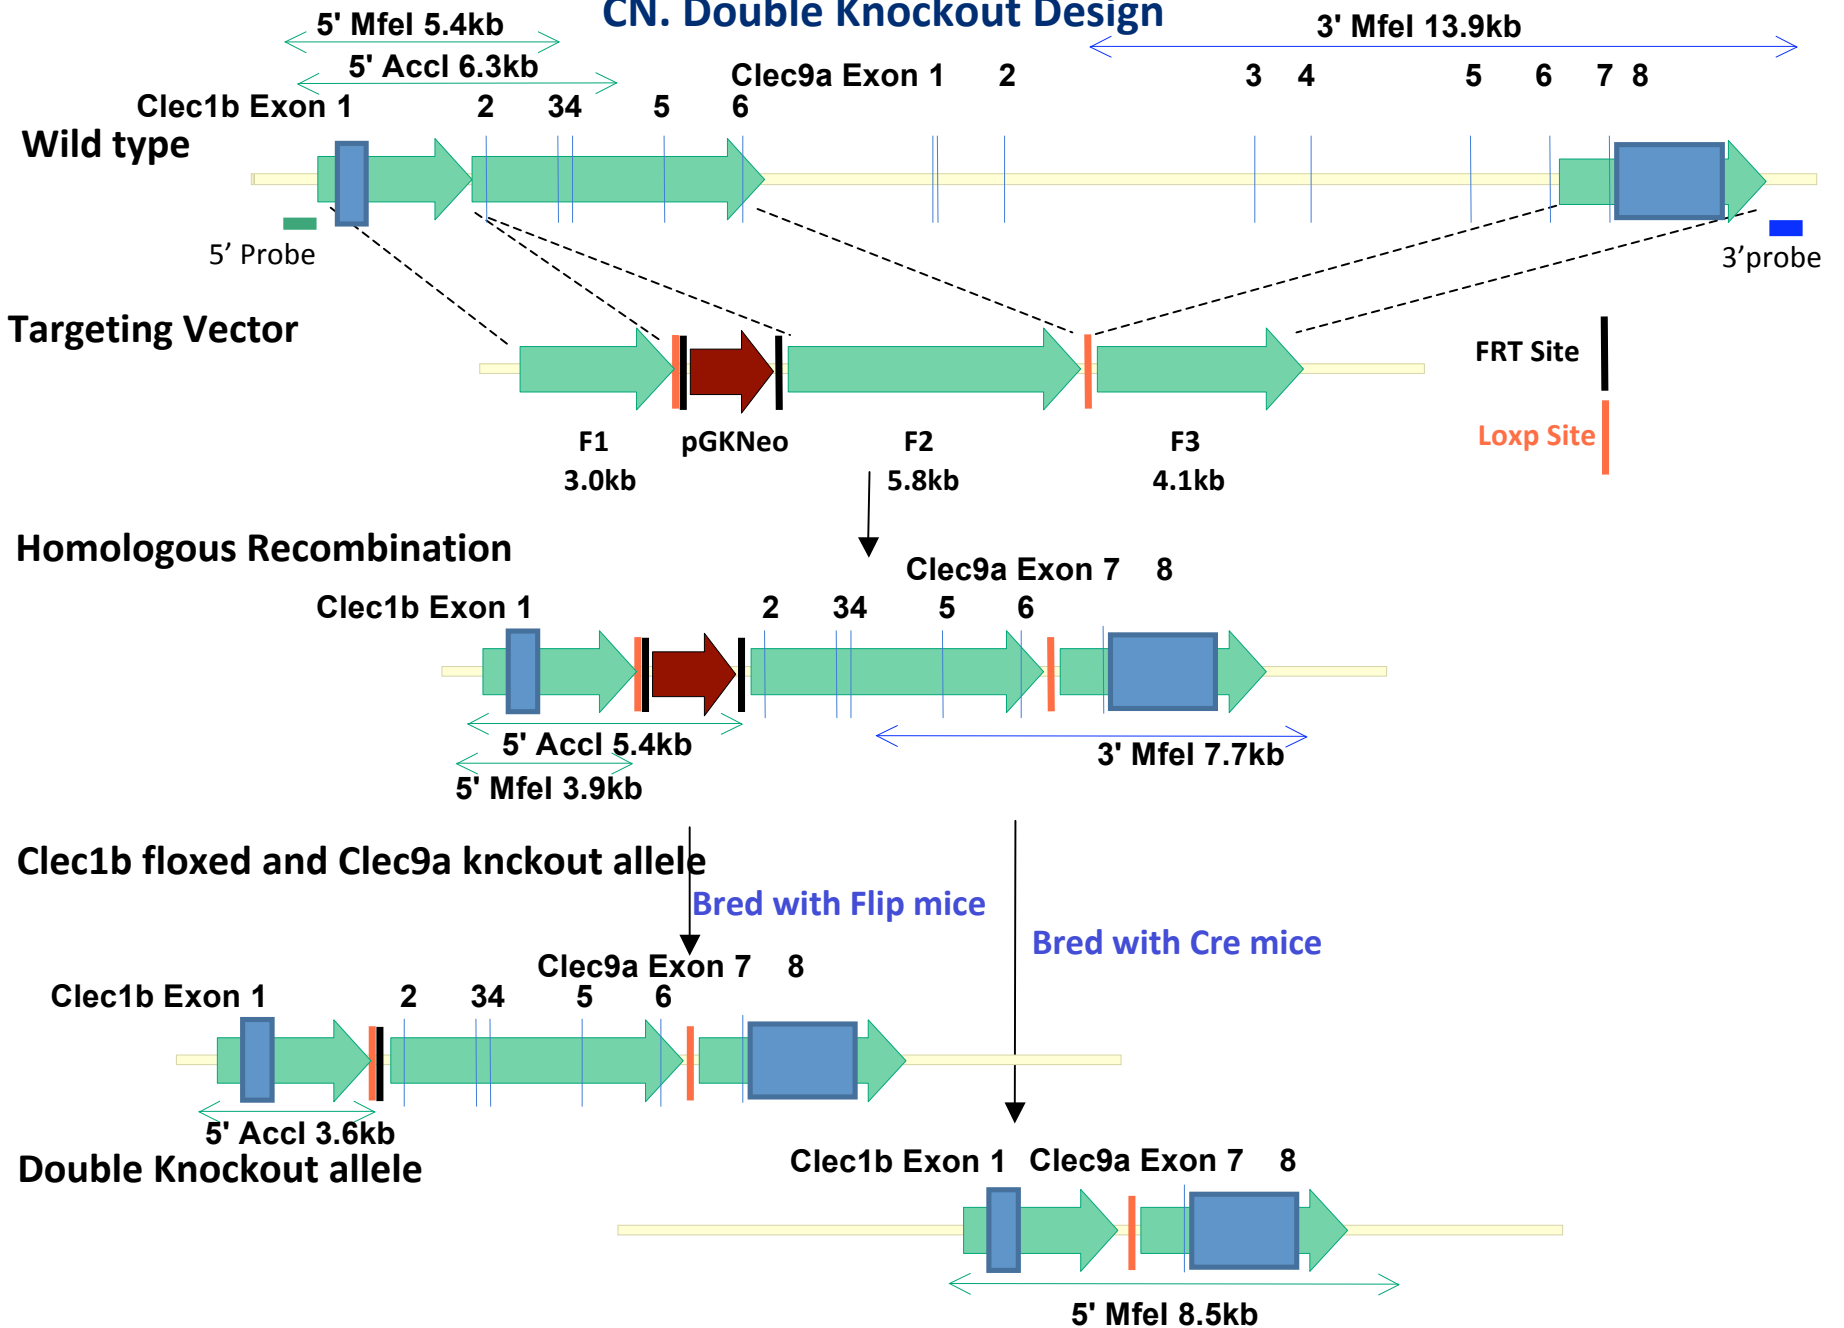 CN. Double Knockout Design
5' MfeI 5.4kb
3' MfeI 13.9kb
5' AccI 6.3kb
Clec9a Exon 1 2 3 4 5 6 7 8
Clec1b Exon 1 2 34 5 6
Wild type
5' Probe
3'probe
Targeting Vector
FRT Site
Loxp Site
F1 pGKNeo F2 F3
3.0kb 5.8kb 4.1kb
Homologous Recombination
Clec9a Exon 7 8
Clec1b Exon 1 2 34 5 6
5' AccI 5.4kb
3' MfeI 7.7kb
5' MfeI 3.9kb
Clec1b floxed and Clec9a knckout allele
Bred with Flip mice
Bred with Cre mice
Clec9a Exon 7 8
Clec1b Exon 1 2 34 5 6
5' AccI 3.6kb
Double Knockout allele
Clec1b Exon 1 Clec9a Exon 7 8
5' MfeI 8.5kb